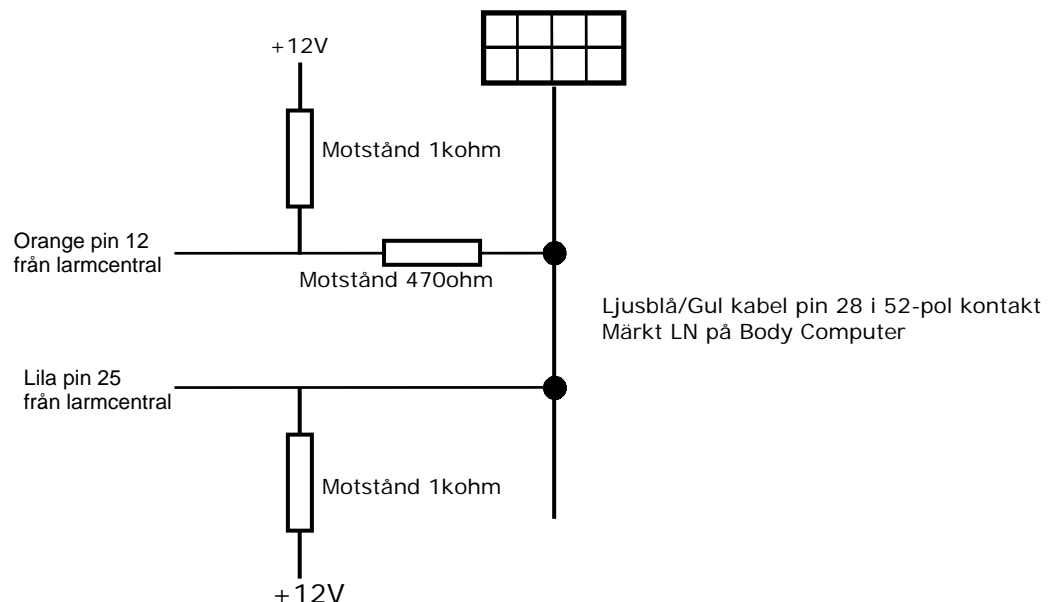 +12V
Motstånd 1kohm
Orange pin 12
från larmcentral
Motstånd 470ohm
Ljusblå/Gul kabel pin 28 i 52-pol kontakt
Märkt LN på Body Computer
Lila pin 25
från larmcentral
Motstånd 1kohm
+12V